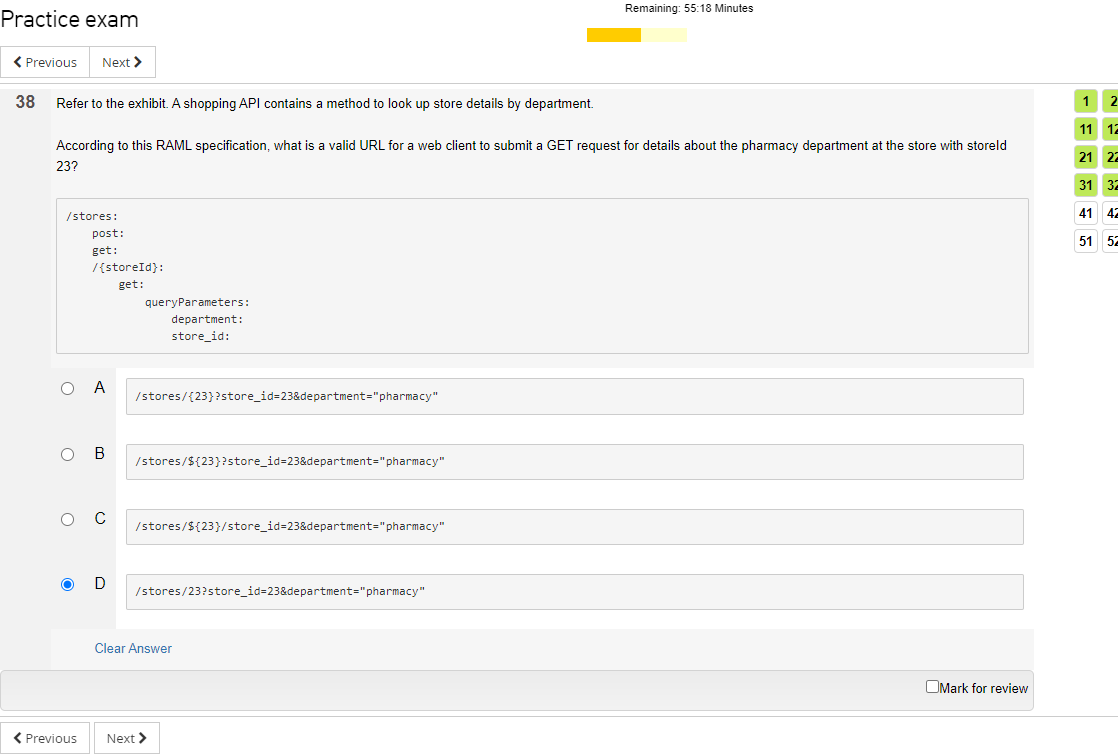 Remaining: 55:18 Minutes
Practice exam
Previous Next
38 Refer to the exhibit. A shopping API contains a method to look up store details by department.
According to this RAML specification, what is a valid URL for a web client to submit a GET request for details about the pharmacy department at the store with storeId
23?
/stores:
post:
get:
/{storeId}:
get:
queryParameters:
department:
store_id:
A /stores/{23}?store_id=23&department="pharmacy"
B /stores/${23}?store_id=23&department="pharmacy"
C /stores/${23}/store_id=23&department="pharmacy"
D /stores/23?store_id=23&department="pharmacy"
Clear Answer
Mark for review
Previous Next
1 2
11 12
21 22
31 32
41 42
51 52